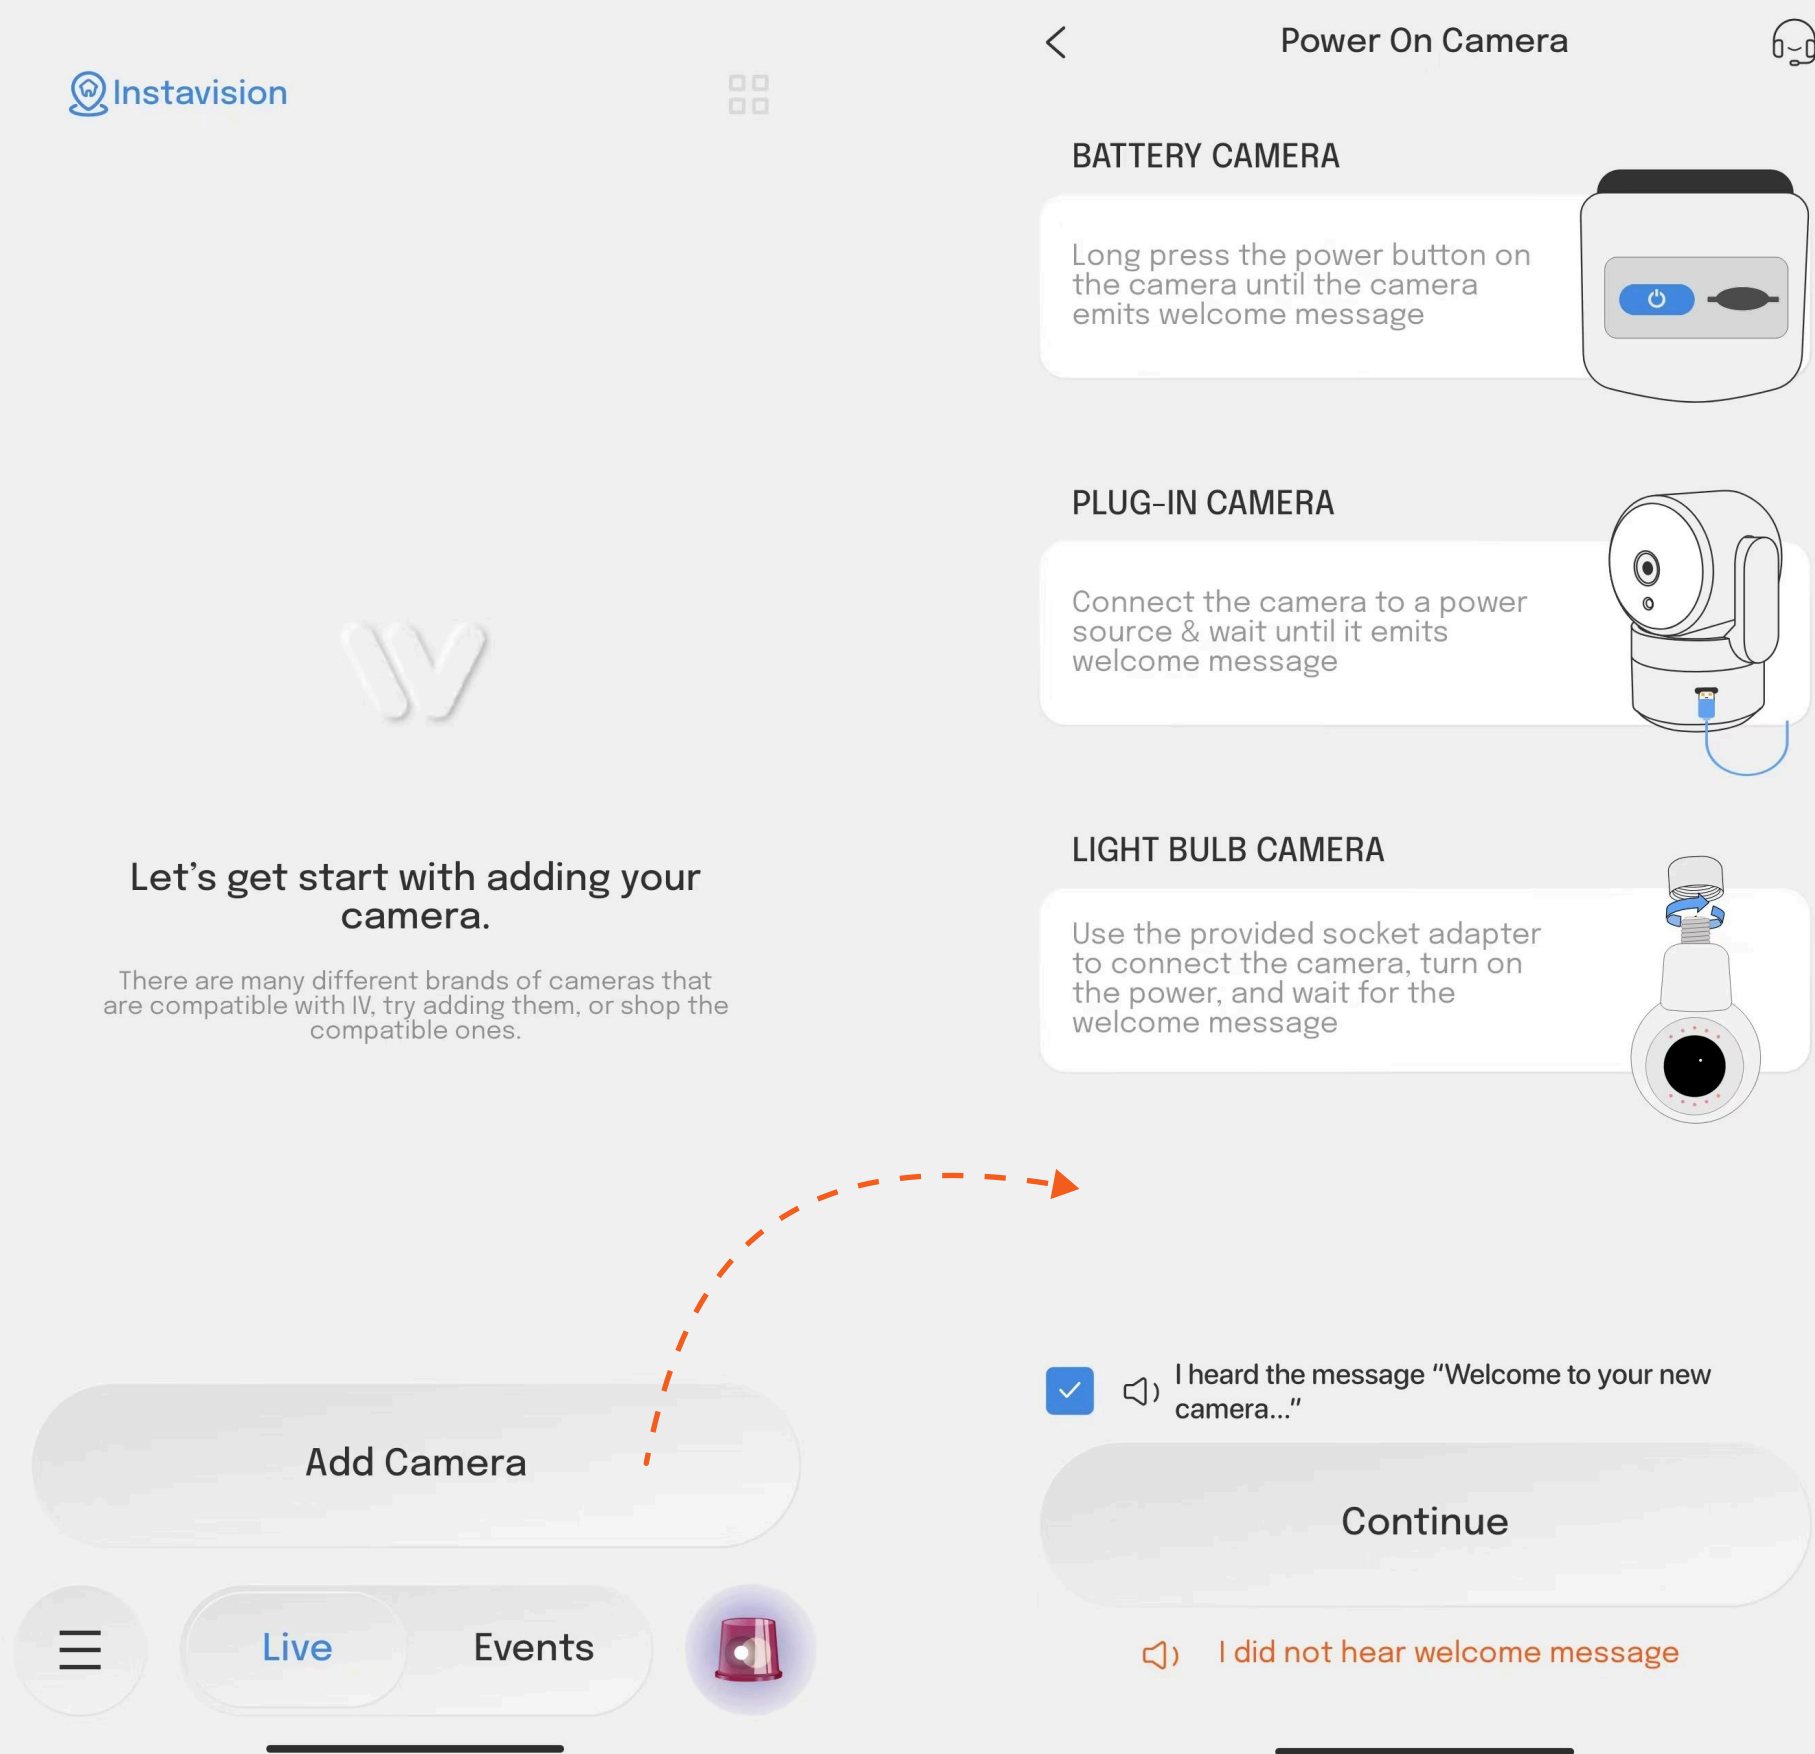 Instavision
IV
Let's get start with adding your
camera.
There are many different brands of cameras that
are compatible with IV, try adding them, or shop the
compatible ones.
Add Camera
Live
Events
Power On Camera
BATTERY CAMERA
Long press the power button on
the camera until the camera
emits welcome message
PLUG-IN CAMERA
Connect the camera to a power
source & wait until it emits
welcome message
LIGHT BULB CAMERA
Use the provided socket adapter
to connect the camera, turn on
the power, and wait for the
welcome message
I heard the message "Welcome to your new
camera..."
Continue
I did not hear welcome message